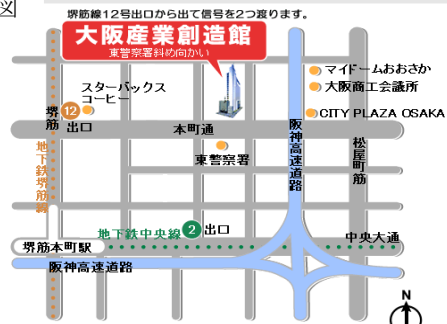 図
堺筋線12号出口から出て信号を2つ渡ります。
大阪産業創造館
東警察署斜め向かい
マイドームおおさか
大阪商工会議所
CITY PLAZA OSAKA
スターバックス
コーヒー
堺筋
12
出口
本町通
東警察署
阪神高速道路
松屋町筋
地下鉄堺筋線
地下鉄中央線
2
出口
中央大通
堺筋本町駅
阪神高速道路
N